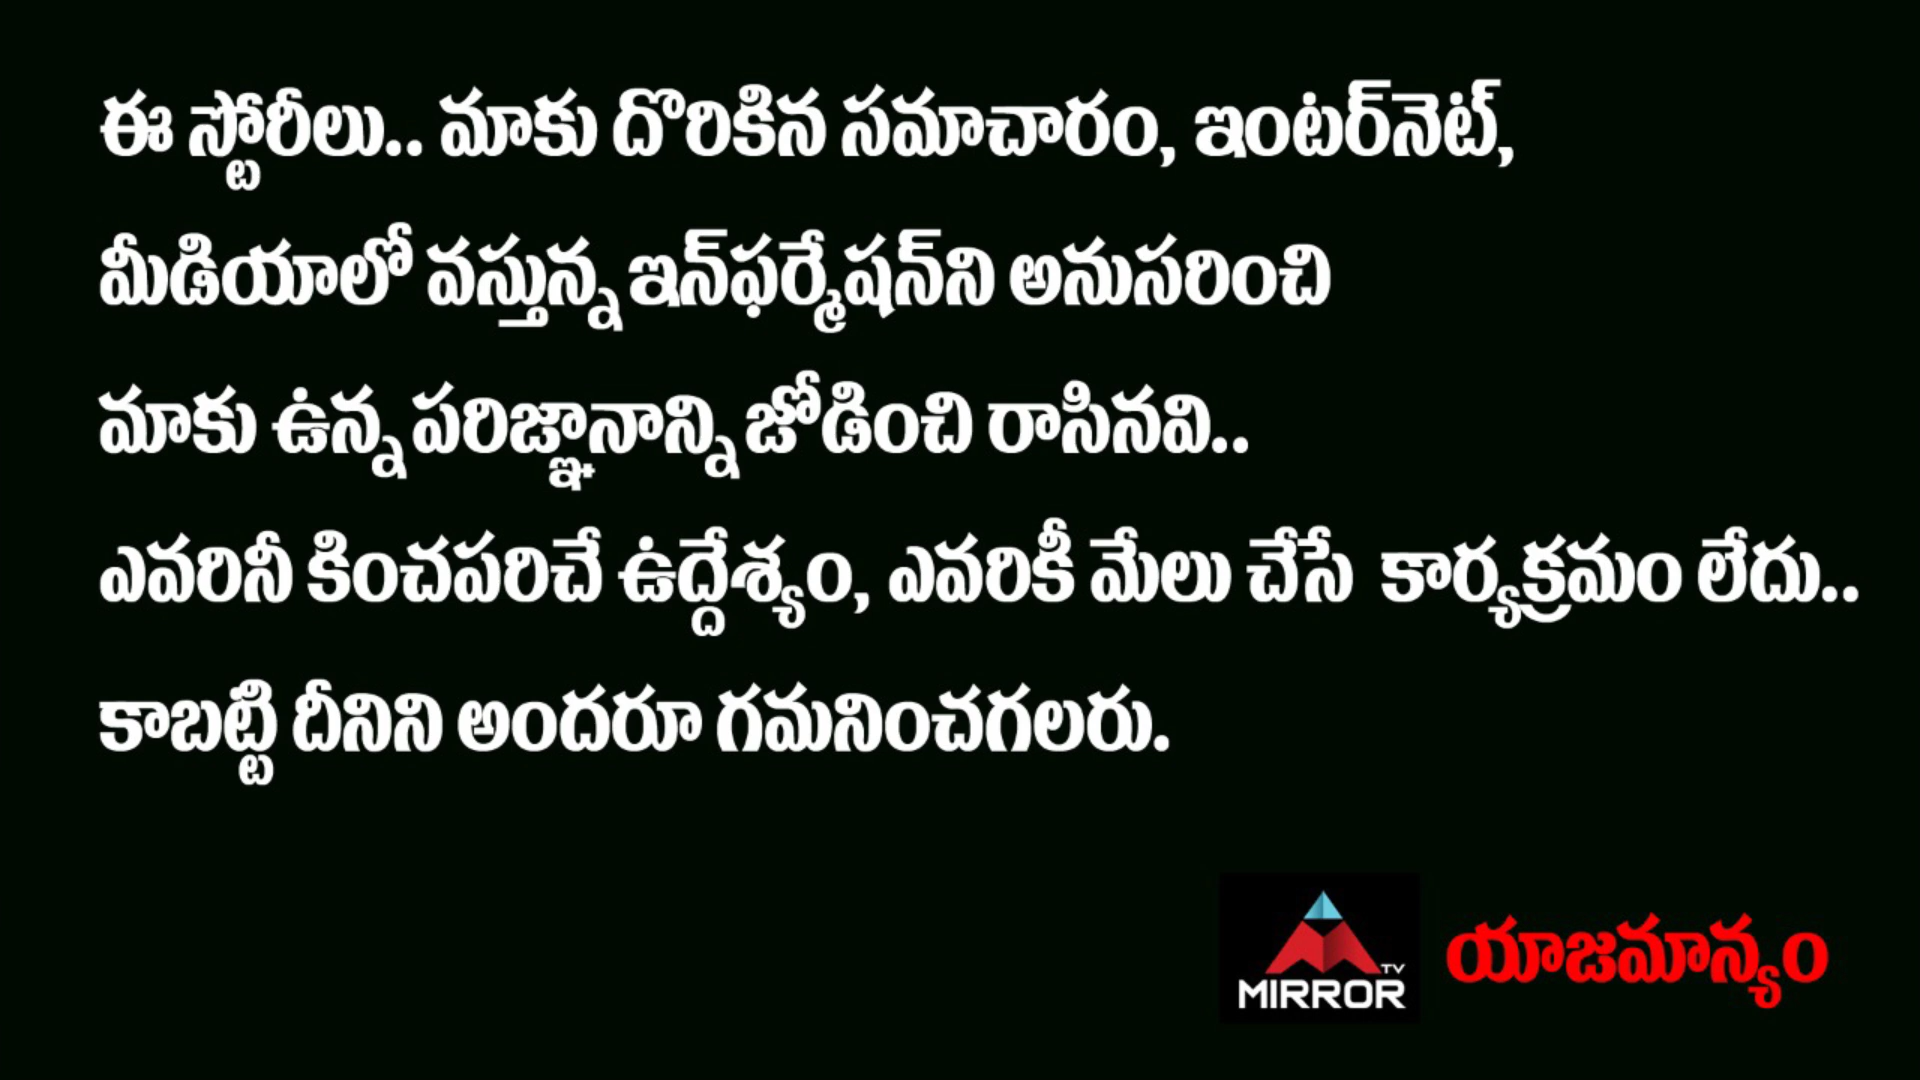 ఈ స్టోరీలు.. మాకు దొరికిన సమాచారం, ఇంటర్‌నెట్,
మీడియాలో వస్తున్న ఇన్‌ఫర్మేషన్‌ని అనుసరించి
మాకు ఉన్న పరిజ్ఞానాన్ని జోడించి రాసినవి..
ఎవరినీ కించపరిచే ఉద్దేశ్యం, ఎవరికీ మేలు చేసే కార్యక్రమం లేదు..
కాబట్టి దీనిని అందరూ గమనించగలరు.
TV
MIRROR
యాజమాన్యం